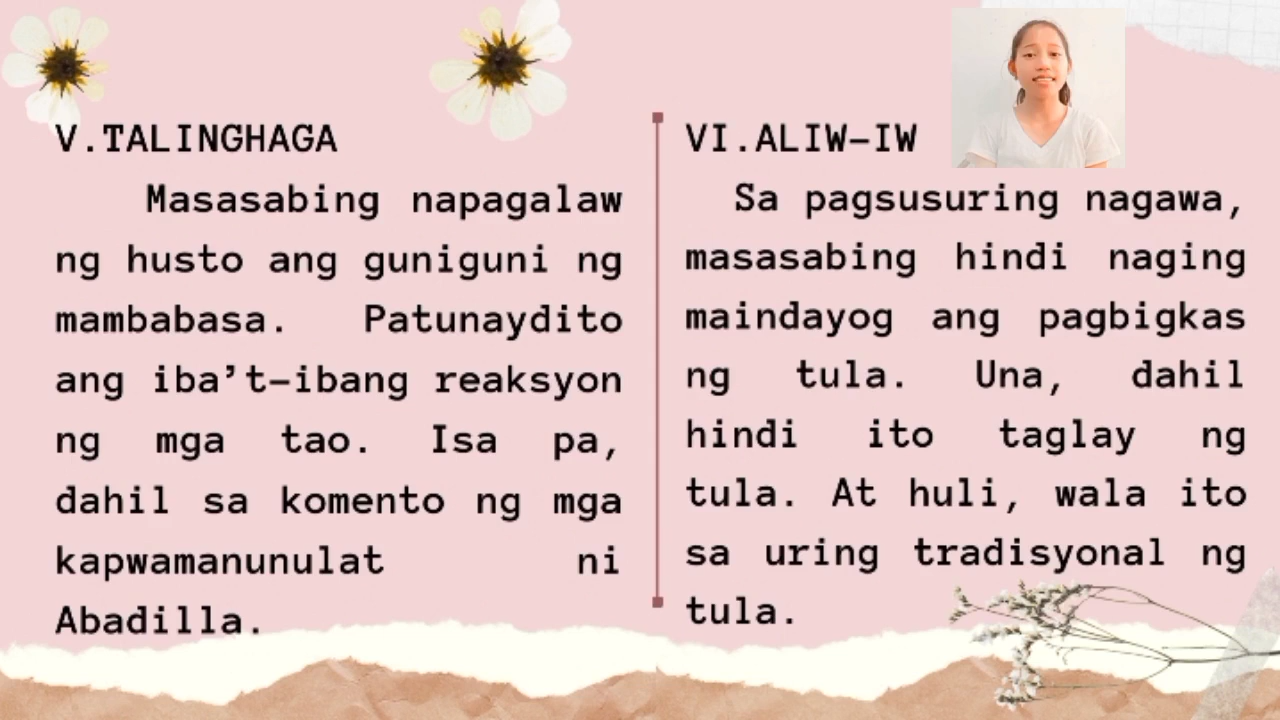 V.TALINGHAGA
Masasabing napagalaw
ng husto ang guniguni ng
mambabasa. Patunaydito
ang iba't-ibang reaksyon
ng mga tao. Isa pa,
dahil sa komento ng mga
kapwamanunulat ni
Abadilla.
VI.ALIW-IW
Sa pagsusuring nagawa,
masasabing hindi naging
maindayog ang pagbigkas
ng tula. Una, dahil
hindi ito taglay ng
tula. At huli, wala ito
sa uring tradisyonal ng
tula.